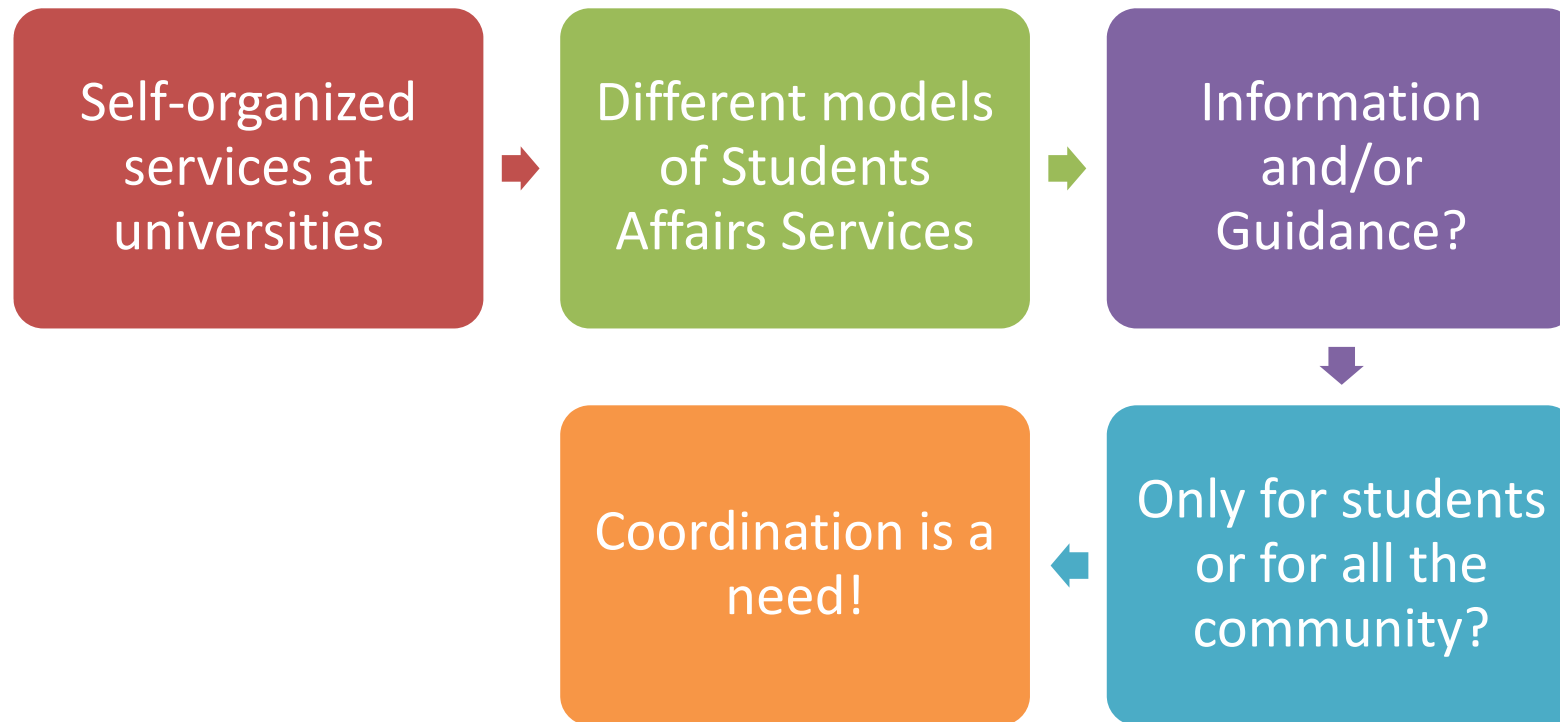 Self-organized
services at
universities
Different models
of Students
Affairs Services
Information
and/or
Guidance?
Only for students
or for all the
community?
Coordination is a
need!